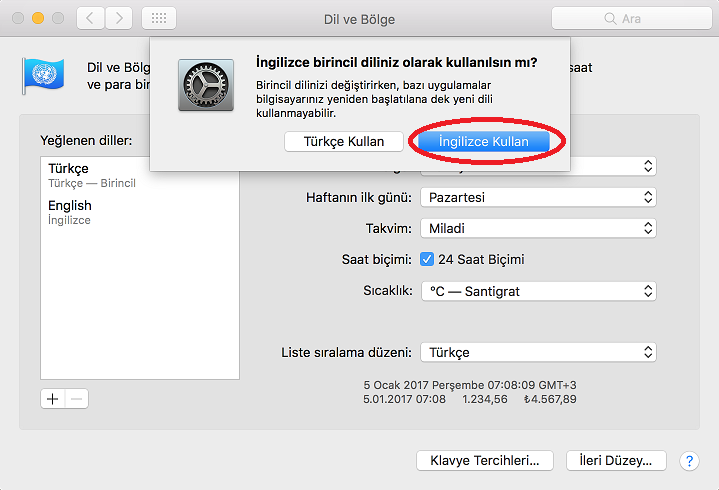 Dil ve Bölge
Ara
Dil ve Bölg
saat
ve para bir
İngilizce birincil diliniz olarak kullanılsın mı?
Birincil dilinizi değiştirirken, bazı uygulamalar
bilgisayarınız yeniden başlatılana dek yeni dili
kullanmayabilir.
Türkçe Kullan
İngilizce Kullan
Yeğlenen diller:
Türkçe
Türkçe — Birincil
English
İngilizce
Haftanın ilk günü:
Pazartesi
Takvim:
Miladi
Saat biçimi:
24 Saat Biçimi
Sıcaklık:
°C — Santigrat
Liste sıralama düzeni:
Türkçe
5 Ocak 2017 Perşembe 07:08:09 GMT+3
5.01.2017 07:08 1.234,56 ₺4.567,89
+ −
Klavye Tercihleri...
İleri Düzey...
?